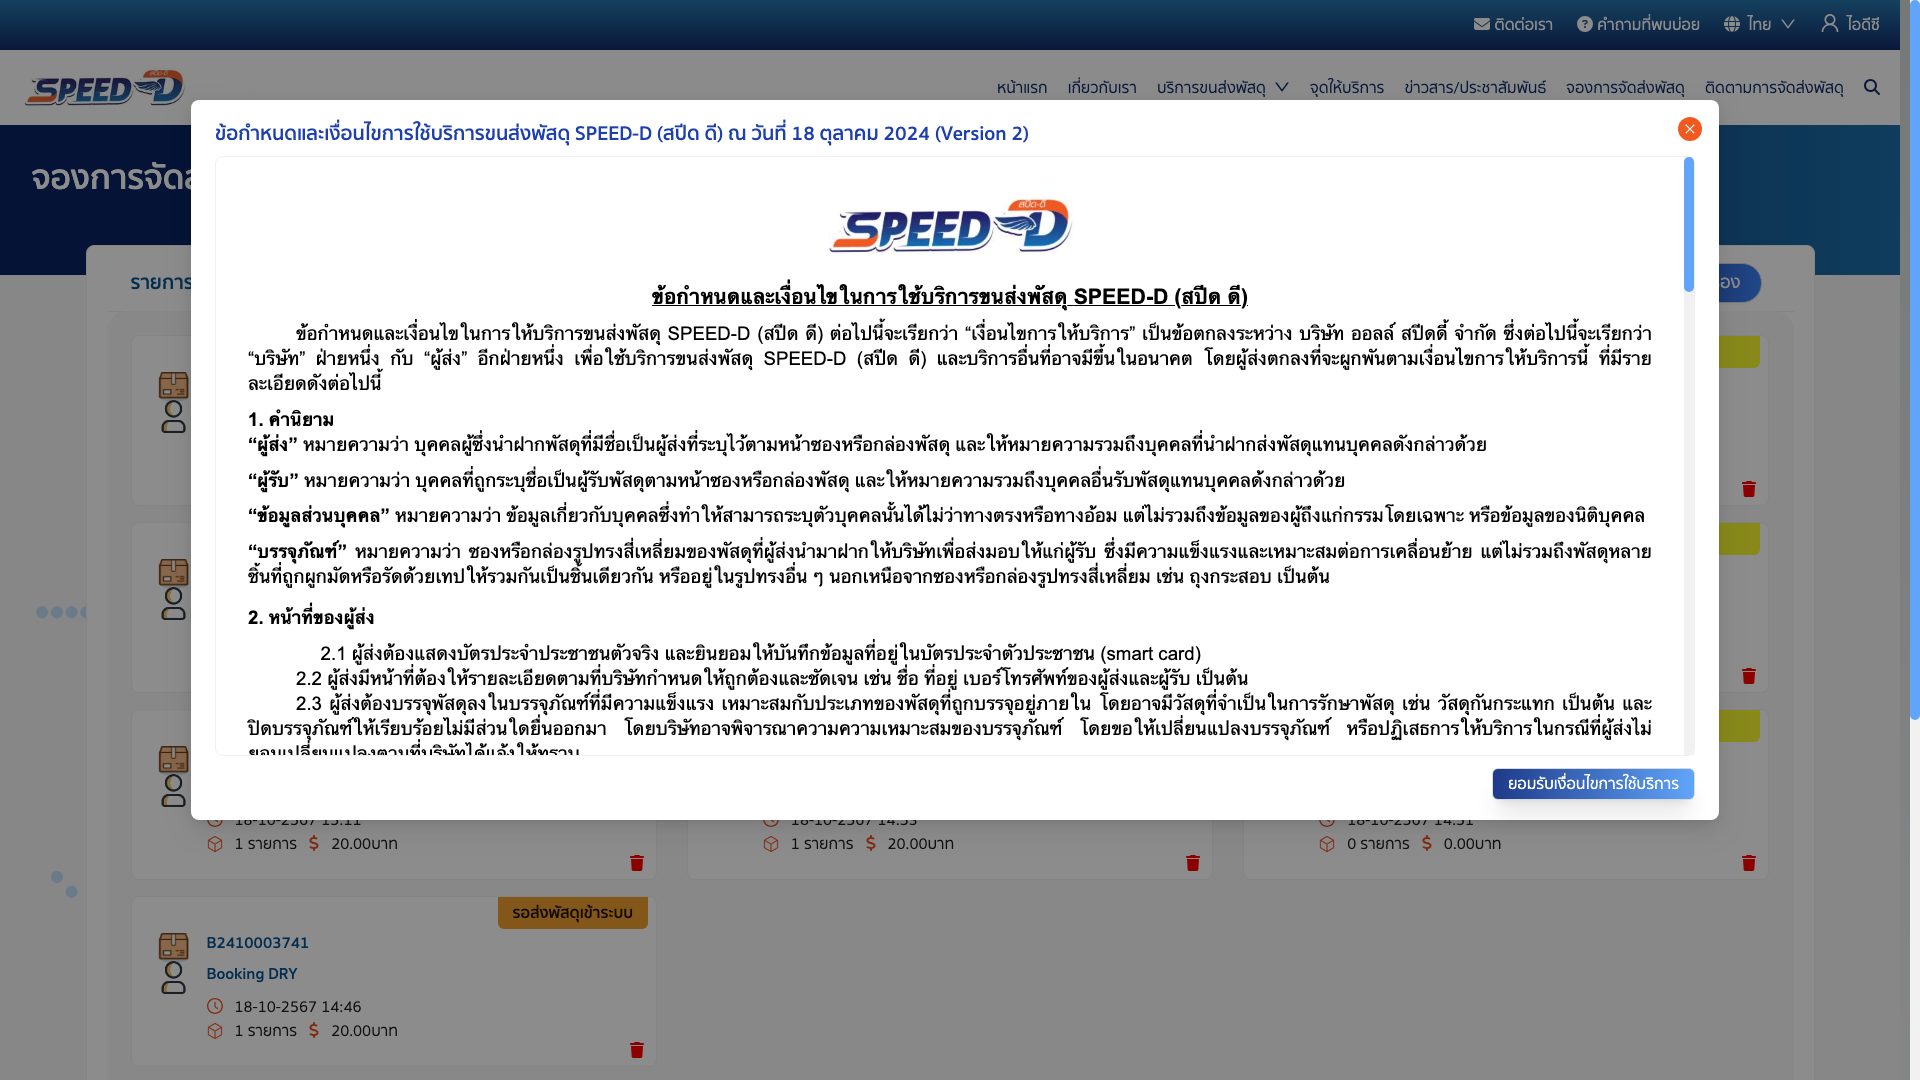 ติดต่อเรา คำถามที่พบบ่อย ไทย ไอดีซี
สปีด-ดี
SPEED-D
หน้าแรก เกี่ยวกับเรา บริการขนส่งพัสดุ จุดให้บริการ ข่าวสาร/ประชาสัมพันธ์ จองการจัดส่งพัสดุ ติดตามการจัดส่งพัสดุ
ข้อกำหนดและเงื่อนไขการใช้บริการขนส่งพัสดุ SPEED-D (สปีด ดี) ณ วันที่ 18 ตุลาคม 2024 (Version 2)
จองการจัดส
สปีด-ดี
SPEED-D
รายการ
อง
ข้อกำหนดและเงื่อนไขในการใช้บริการขนส่งพัสดุ SPEED-D (สปีด ดี)
ข้อกำหนดและเงื่อนไขในการให้บริการขนส่งพัสดุ SPEED-D (สปีด ดี) ต่อไปนี้จะเรียกว่า “เงื่อนไขการให้บริการ” เป็นข้อตกลงระหว่าง บริษัท ออลล์ สปีดดี้ จำกัด ซึ่งต่อไปนี้จะเรียกว่า
“บริษัท” ฝ่ายหนึ่ง กับ “ผู้ส่ง” อีกฝ่ายหนึ่ง เพื่อใช้บริการขนส่งพัสดุ SPEED-D (สปีด ดี) และบริการอื่นที่อาจมีขึ้นในอนาคต โดยผู้ส่งตกลงที่จะผูกพันตามเงื่อนไขการให้บริการนี้ ที่มีราย
ละเอียดดังต่อไปนี้
1. คำนิยาม
“ผู้ส่ง” หมายความว่า บุคคลผู้ซึ่งนำฝากพัสดุที่มีชื่อเป็นผู้ส่งที่ระบุไว้ตามหน้าซองหรือกล่องพัสดุ และให้หมายความรวมถึงบุคคลที่นำฝากส่งพัสดุแทนบุคคลดังกล่าวด้วย
“ผู้รับ” หมายความว่า บุคคลที่ถูกระบุชื่อเป็นผู้รับพัสดุตามหน้าซองหรือกล่องพัสดุ และให้หมายความรวมถึงบุคคลอื่นรับพัสดุแทนบุคคลดังกล่าวด้วย
“ข้อมูลส่วนบุคคล” หมายความว่า ข้อมูลเกี่ยวกับบุคคลซึ่งทำให้สามารถระบุตัวบุคคลนั้นได้ไม่ว่าทางตรงหรือทางอ้อม แต่ไม่รวมถึงข้อมูลของผู้ถึงแก่กรรมโดยเฉพาะ หรือข้อมูลของนิติบุคคล
“บรรจุภัณฑ์” หมายความว่า ซองหรือกล่องรูปทรงสี่เหลี่ยมของพัสดุที่ผู้ส่งนำมาฝากให้บริษัทเพื่อส่งมอบให้แก่ผู้รับ ซึ่งมีความแข็งแรงและเหมาะสมต่อการเคลื่อนย้าย แต่ไม่รวมถึงพัสดุหลาย
ชิ้นที่ถูกผูกมัดหรือรัดด้วยเทปให้รวมกันเป็นชิ้นเดียวกัน หรืออยู่ในรูปทรงอื่น ๆ นอกเหนือจากซองหรือกล่องรูปทรงสี่เหลี่ยม เช่น ถุงกระสอบ เป็นต้น
2. หน้าที่ของผู้ส่ง
2.1 ผู้ส่งต้องแสดงบัตรประจำประชาชนตัวจริง และยินยอมให้บันทึกข้อมูลที่อยู่ในบัตรประจำตัวประชาชน (smart card)
2.2 ผู้ส่งมีหน้าที่ต้องให้รายละเอียดตามที่บริษัทกำหนดให้ถูกต้องและชัดเจน เช่น ชื่อ ที่อยู่ เบอร์โทรศัพท์ของผู้ส่งและผู้รับ เป็นต้น
2.3 ผู้ส่งต้องบรรจุพัสดุลงในบรรจุภัณฑ์ที่มีความแข็งแรง เหมาะสมกับประเภทของพัสดุที่ถูกบรรจุอยู่ภายใน โดยอาจมีวัสดุที่จำเป็นในการรักษาพัสดุ เช่น วัสดุกันกระแทก เป็นต้น และ
ปิดบรรจุภัณฑ์ให้เรียบร้อยไม่มีส่วนใดยื่นออกมา โดยบริษัทอาจพิจารณาความความเหมาะสมของบรรจุภัณฑ์ โดยขอให้เปลี่ยนแปลงบรรจุภัณฑ์ หรือปฏิเสธการให้บริการในกรณีที่ผู้ส่งไม่
ยอมเปลี่ยนแปลงตามที่บริษัทได้แจ้งให้ทราบ
ยอมรับเงื่อนไขการใช้บริการ
18-10-2567 15:11 18-10-2567 14:53 18-10-2567 14:51
1 รายการ 20.00บาท 1 รายการ 20.00บาท 0 รายการ 0.00บาท
รอส่งพัสดุเข้าระบบ
B2410003741
Booking DRY
18-10-2567 14:46
1 รายการ 20.00บาท